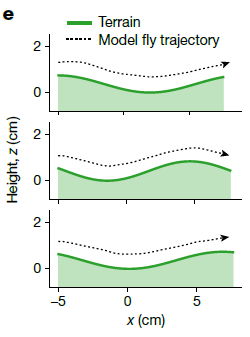 e
Terrain
Model fly trajectory
Height, z (cm)
2
0
2
0
2
0
–5 0 5
x (cm)